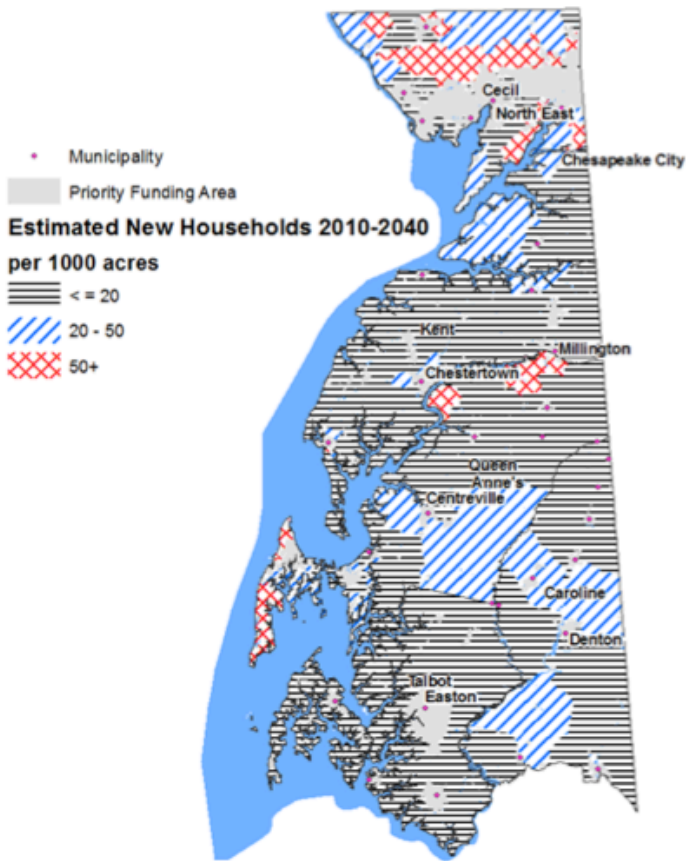 Cecil
North East
Municipality
Chesapeake City
Priority Funding Area
Estimated New Households 2010-2040
per 1000 acres
< = 20
20 - 50
Kent
Millington
50+
Chestertown
Queen
Anne's
Centreville
Caroline
Denton
Talbot
Easton